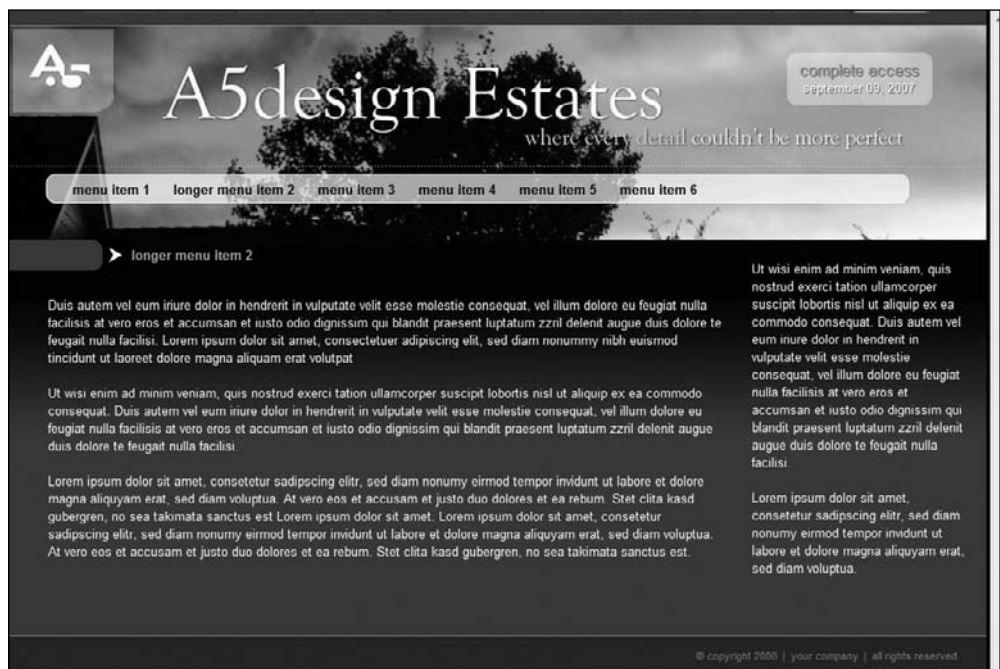 A5
A5design Estates
where every detail couldn't be more perfect
complete access
september 09, 2007
menu item 1 longer menu item 2 menu item 3 menu item 4 menu item 5 menu item 6
longer menu item 2
Duis autem vel eum iriure dolor in hendrerit in vulputate velit esse molestie consequat, vel illum dolore eu feugiat nulla
facilisis at vero eros et accumsan et iusto odio dignissim qui blandit praesent luptatum zzril delenit augue duis dolore te
feugait nulla facilisi. Lorem ipsum dolor sit amet, consectetuer adipiscing elit, sed diam nonummy nibh euismod
tincidunt ut laoreet dolore magna aliquam erat volutpat
Ut wisi enim ad minim veniam, quis nostrud exerci tation ullamcorper suscipit lobortis nisl ut aliquip ex ea commodo
consequat. Duis autem vel eum iriure dolor in hendrerit in vulputate velit esse molestie consequat, vel illum dolore eu
feugiat nulla facilisis at vero eros et accumsan et iusto odio dignissim qui blandit praesent luptatum zzril delenit augue
duis dolore te feugait nulla facilisi.
Lorem ipsum dolor sit amet, consetetur sadipscing elitr, sed diam nonumy eirmod tempor invidunt ut labore et dolore
magna aliquyam erat, sed diam voluptua. At vero eos et accusam et justo duo dolores et ea rebum. Stet clita kasd
gubergren, no sea takimata sanctus est Lorem ipsum dolor sit amet. Lorem ipsum dolor sit amet, consetetur
sadipscing elitr, sed diam nonumy eirmod tempor invidunt ut labore et dolore magna aliquyam erat, sed diam voluptua.
At vero eos et accusam et justo duo dolores et ea rebum. Stet clita kasd gubergren, no sea takimata sanctus est.
Ut wisi enim ad minim veniam, quis
nostrud exerci tation ullamcorper
suscipit lobortis nisl ut aliquip ex ea
commodo consequat. Duis autem vel
eum iriure dolor in hendrerit in
vulputate velit esse molestie
consequat, vel illum dolore eu feugiat
nulla facilisis at vero eros et
accumsan et iusto odio dignissim qui
blandit praesent luptatum zzril delenit
augue duis dolore te feugait nulla
facilisi.
Lorem ipsum dolor sit amet,
consetetur sadipscing elitr, sed diam
nonumy eirmod tempor invidunt ut
labore et dolore magna aliquyam erat,
sed diam voluptua.
© copyright 2006 | your company | all rights reserved